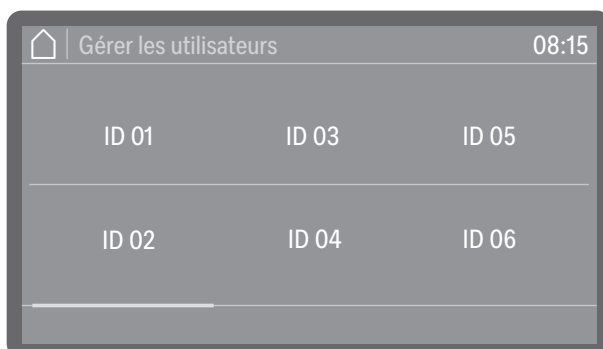 Gérer les utilisateurs 08:15
ID 01 ID 03 ID 05
ID 02 ID 04 ID 06